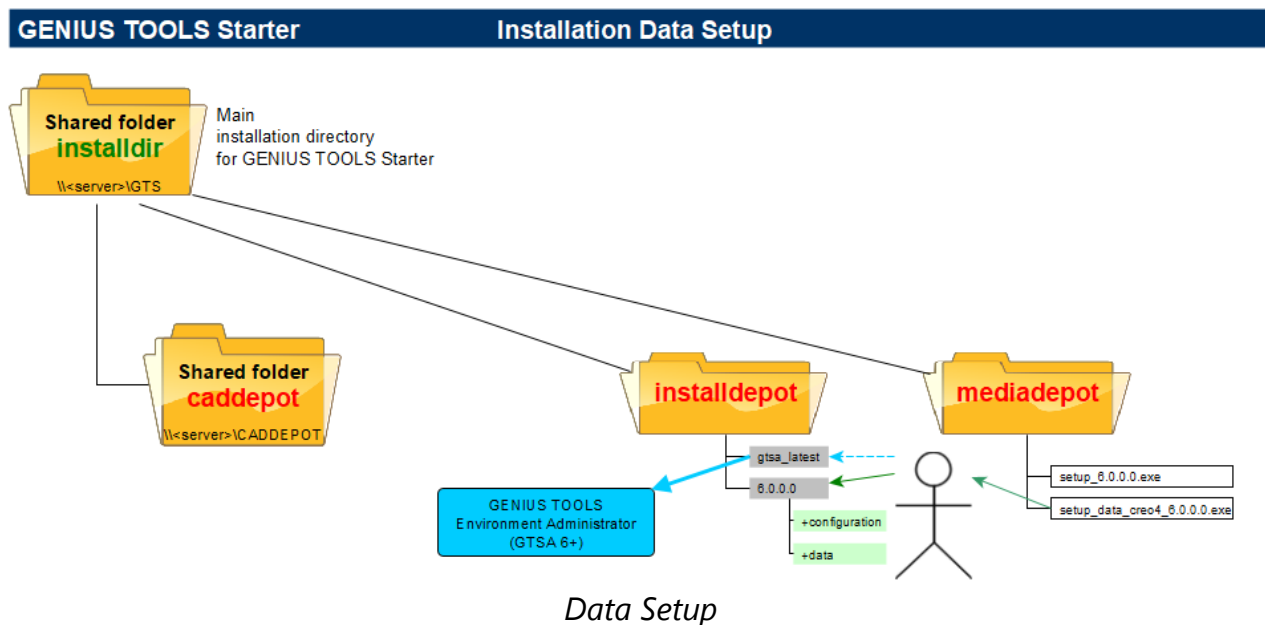 GENIUS TOOLS Starter
Installation Data Setup
Shared folder
installdir
\\<server>\GTS
Main
installation directory
for GENIUS TOOLS Starter
Shared folder
caddepot
\\<server>\CADDEPOT
installdepot
mediadepot
gtsa_latest
6.0.0.0
+configuration
+data
GENIUS TOOLS
Environment Administrator
(GTSA 6+)
setup_6.0.0.0.exe
setup_data_creo4_6.0.0.0.exe
Data Setup